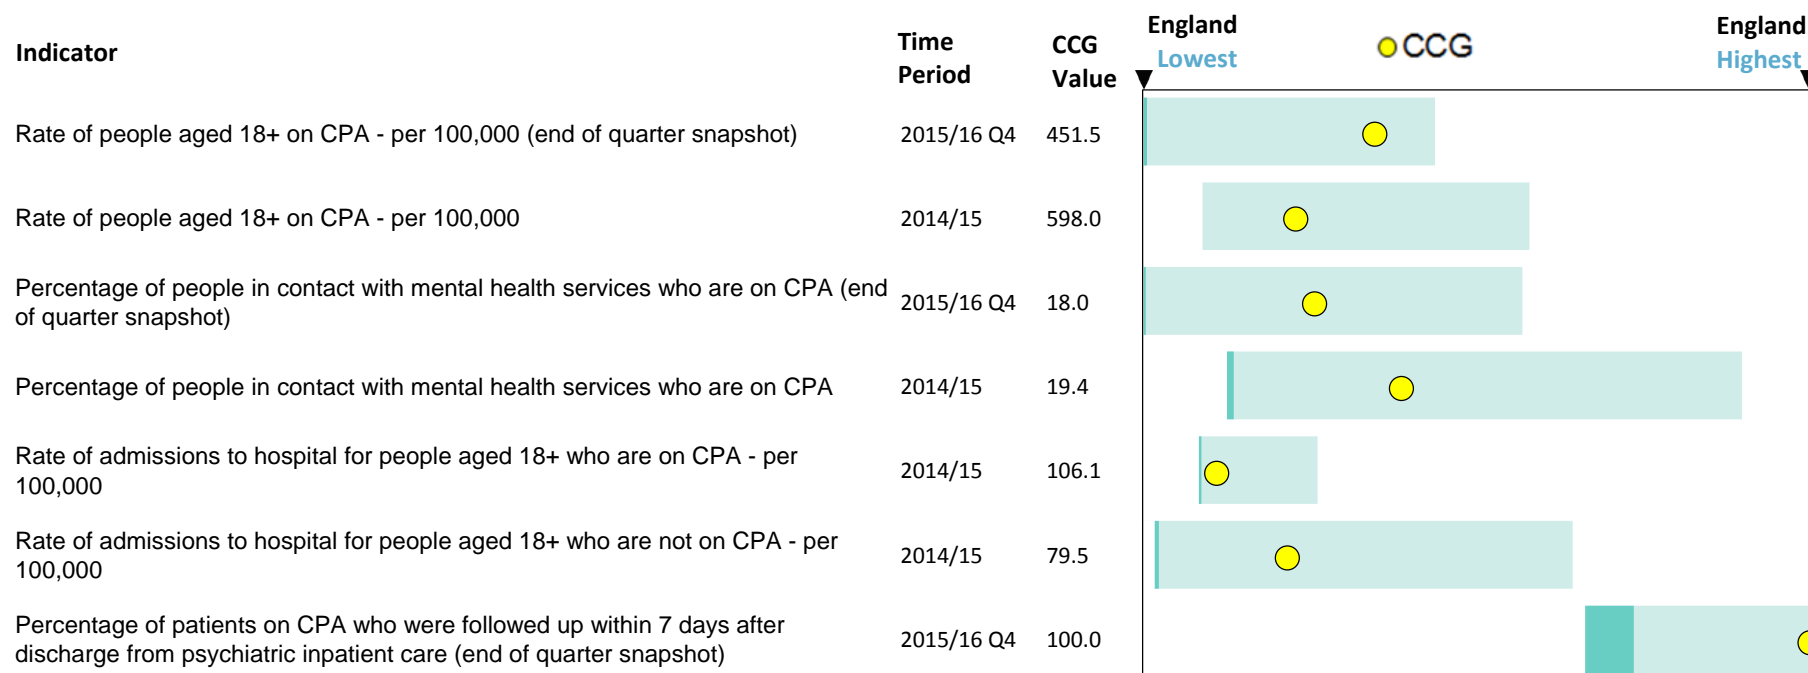 Indicator
Time Period
CCG Value
England Lowest
CCG
England Highest
Rate of people aged 18+ on CPA - per 100,000 (end of quarter snapshot)
2015/16 Q4
451.5
Rate of people aged 18+ on CPA - per 100,000
2014/15
598.0
Percentage of people in contact with mental health services who are on CPA (end
of quarter snapshot)
2015/16 Q4
18.0
Percentage of people in contact with mental health services who are on CPA
2014/15
19.4
Rate of admissions to hospital for people aged 18+ who are on CPA - per
100,000
2014/15
106.1
Rate of admissions to hospital for people aged 18+ who are not on CPA - per
100,000
2014/15
79.5
Percentage of patients on CPA who were followed up within 7 days after
discharge from psychiatric inpatient care (end of quarter snapshot)
2015/16 Q4
100.0